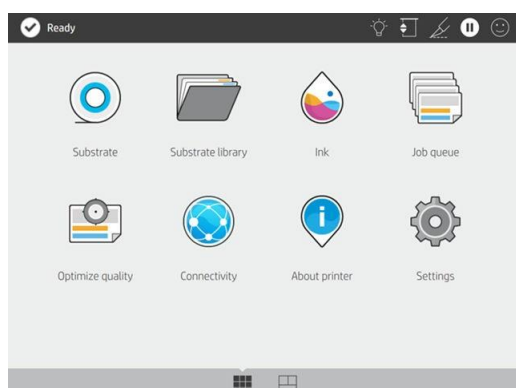 Ready
Substrate
Substrate library
Ink
Job queue
Optimize quality
Connectivity
About printer
Settings